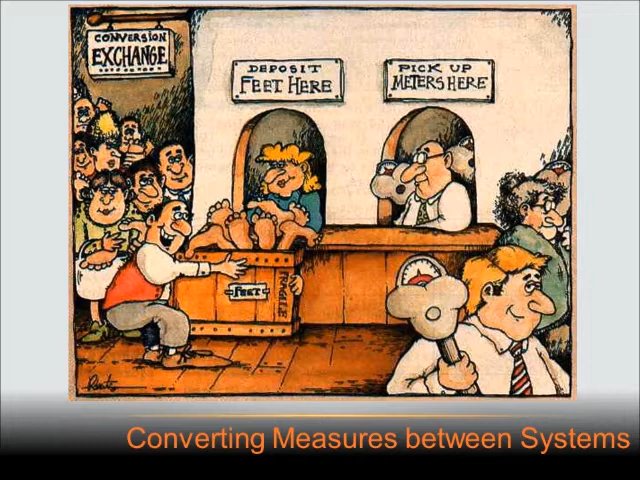 CONVERSION
EXCHANGE
DEPOSIT
FEET HERE
PICK UP
METERS HERE
FEET
FRAGILE
Converting Measures between Systems